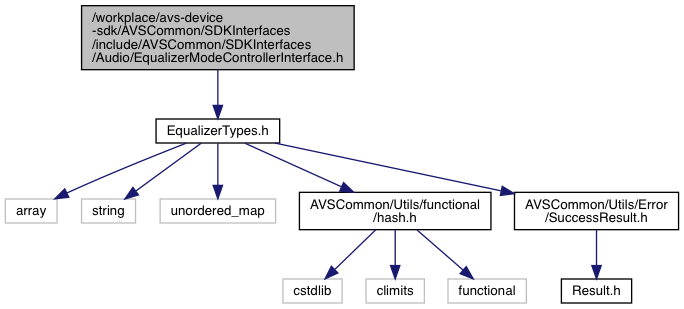 /workplace/avs-device
-sdk/AVSCommon/SDKInterfaces
/include/AVSCommon/SDKInterfaces
/Audio/EqualizerModeControllerInterface.h
EqualizerTypes.h
array
string
unordered_map
AVSCommon/Utils/functional
/hash.h
AVSCommon/Utils/Error
/SuccessResult.h
cstdlib
climits
functional
Result.h